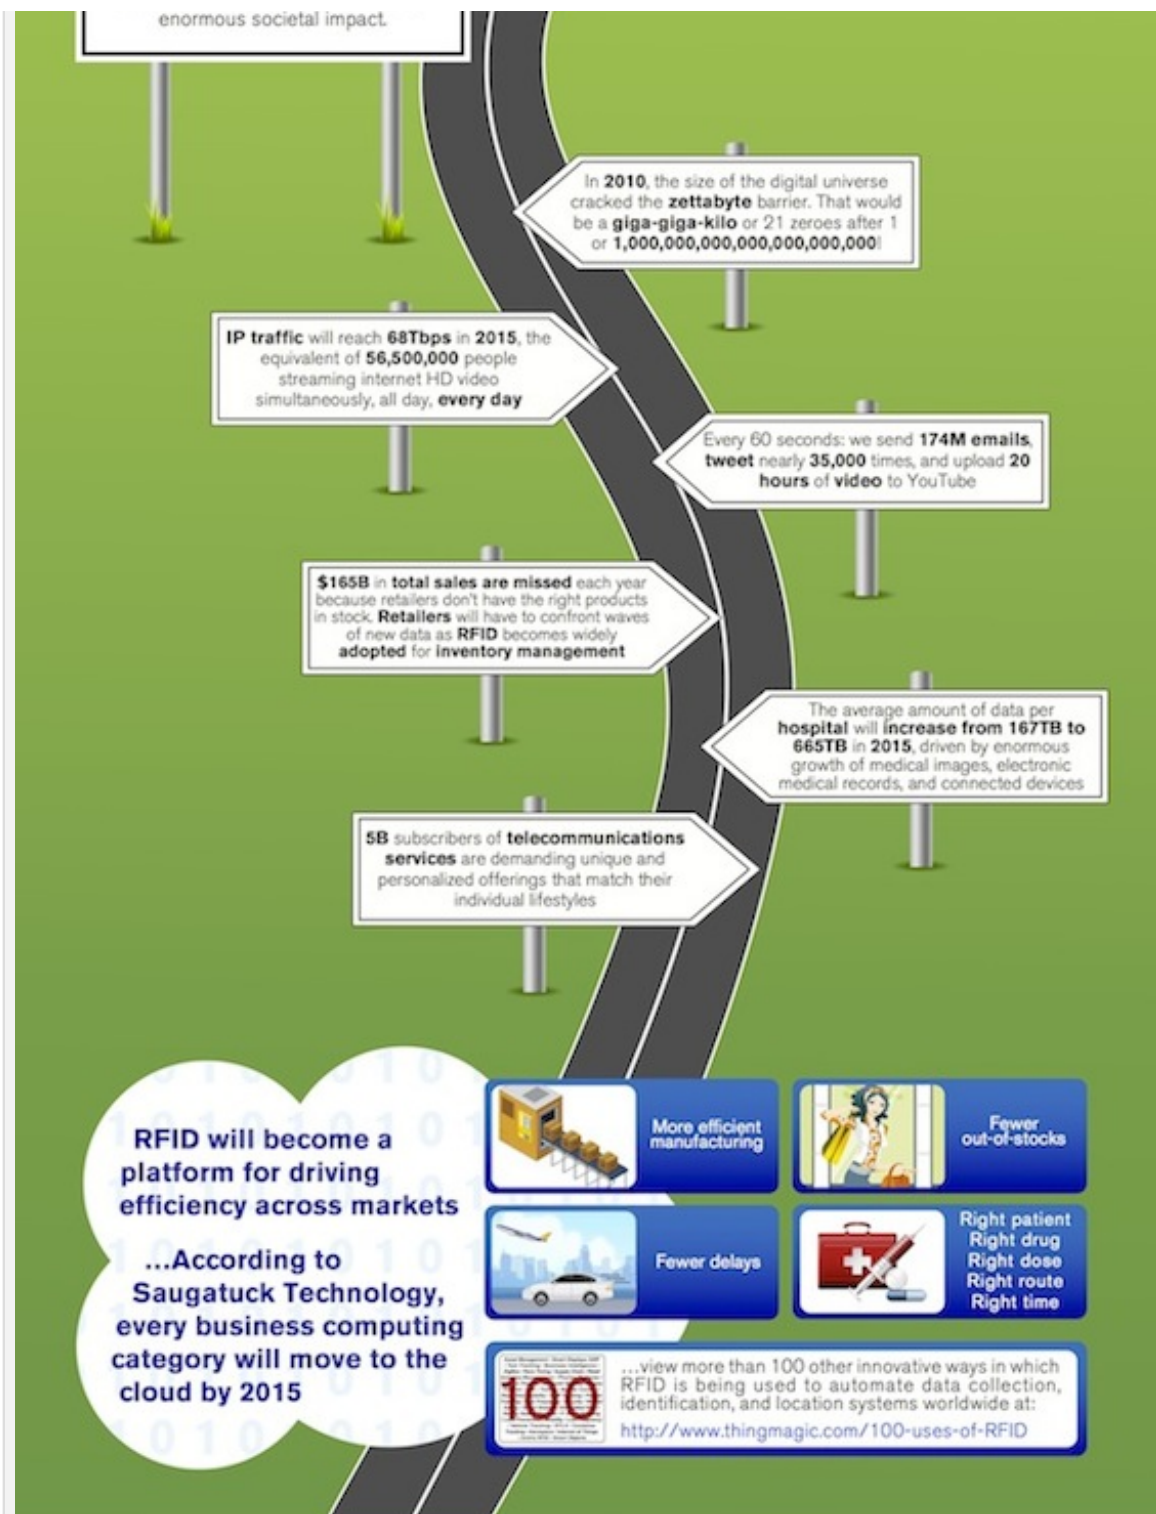 enormous societal impact.
In 2010, the size of the digital universe
cracked the zettabyte barrier. That would
be a giga-giga-kilo or 21 zeroes after 1
or 1,000,000,000,000,000,000,000!
IP traffic will reach 68Tbps in 2015, the
equivalent of 56,500,000 people
streaming internet HD video
simultaneously, all day, every day
Every 60 seconds: we send 174M emails,
tweet nearly 35,000 times, and upload 20
hours of video to YouTube
$165B in total sales are missed each year
because retailers don't have the right products
in stock. Retailers will have to confront waves
of new data as RFID becomes widely
adopted for inventory management
The average amount of data per
hospital will increase from 167TB to
665TB in 2015, driven by enormous
growth of medical images, electronic
medical records, and connected devices
5B subscribers of telecommunications
services are demanding unique and
personalized offerings that match their
individual lifestyles
RFID will become a
platform for driving
efficiency across markets
...According to
Saugatuck Technology,
every business computing
category will move to the
cloud by 2015
More efficient
manufacturing
Fewer
out-of-stocks
Fewer delays
Right patient
Right drug
Right dose
Right route
Right time
100
...view more than 100 other innovative ways in which
RFID is being used to automate data collection,
identification, and location systems worldwide at:
http://www.thingmagic.com/100-uses-of-RFID